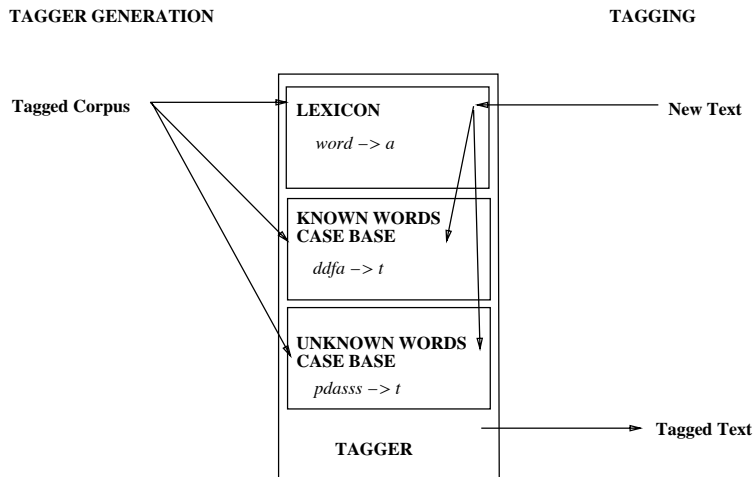 TAGGER GENERATION
TAGGING
Tagged Corpus
LEXICON
word -> a
New Text
KNOWN WORDS
CASE BASE
ddfa -> t
UNKNOWN WORDS
CASE BASE
pdasss -> t
Tagged Text
TAGGER